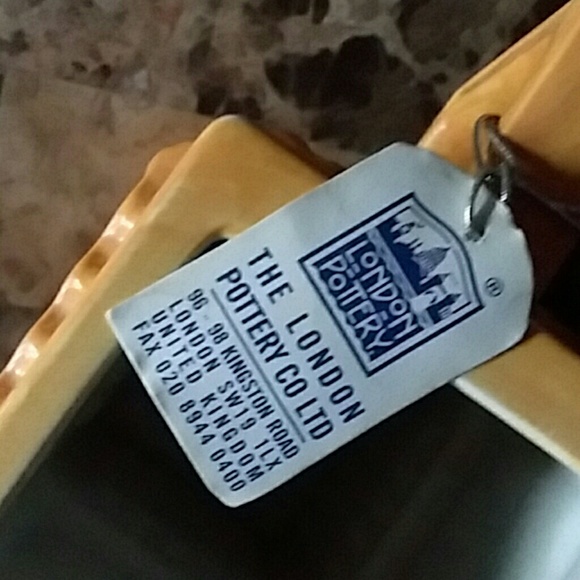 LONDON
POTTERY
®
THE LONDON
POTTERY CO LTD
96 - 98 KINGSTON ROAD
LONDON SW19 1LX
UNITED KINGDOM
FAX 020 8944 0400